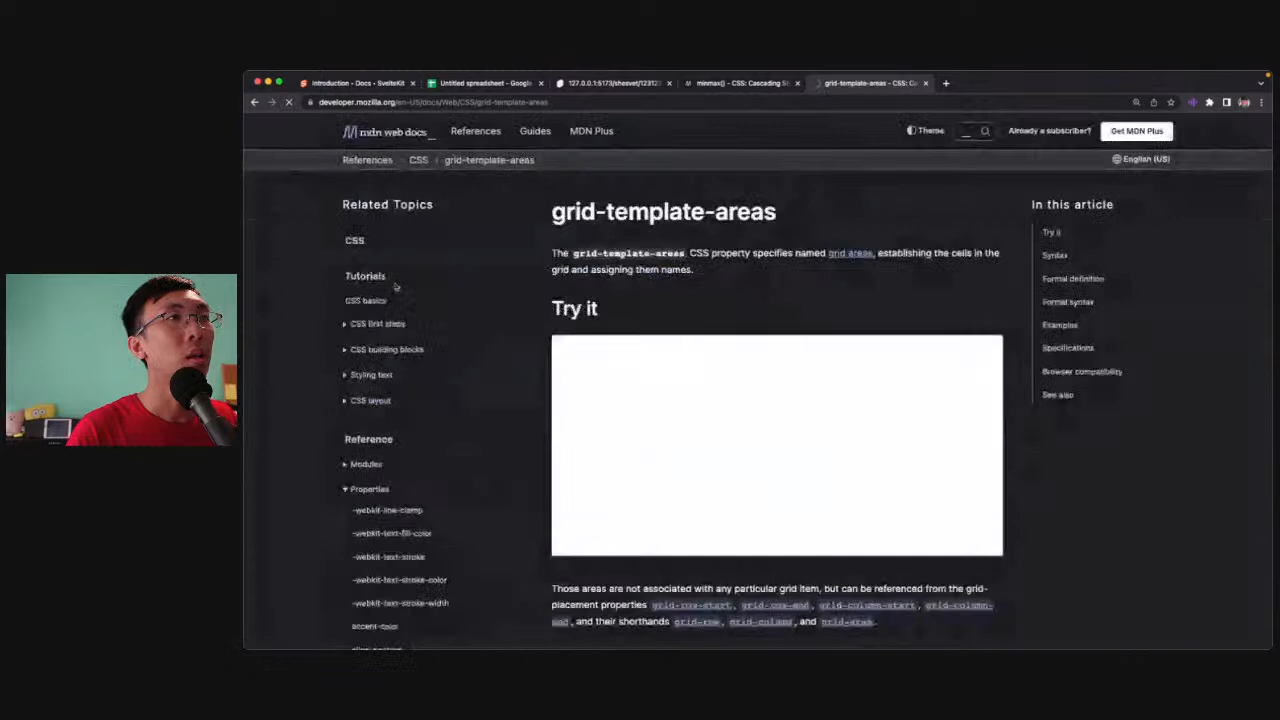 Introduction • Docs • SvelteKit
Untitled spreadsheet - Google
127.0.0.1:5173/shesvet/123123
minmax() - CSS: Cascading St
grid-template-areas - CSS: Ca
developer.mozilla.org/en-US/docs/Web/CSS/grid-template-areas
mdn web docs_
References
Guides
MDN Plus
Theme
Already a subscriber?
Get MDN Plus
References
CSS
grid-template-areas
English (US)
Related Topics
CSS
Tutorials
CSS basics
CSS first steps
CSS building blocks
Styling text
CSS layout
Reference
Modules
Properties
-webkit-line-clamp
-webkit-text-fill-color
-webkit-text-stroke
-webkit-text-stroke-color
-webkit-text-stroke-width
accent-color
grid-template-areas
The grid-template-areas CSS property specifies named grid areas, establishing the cells in the
grid and assigning them names.
Try it
Those areas are not associated with any particular grid item, but can be referenced from the grid-
placement properties grid-row-start, grid-row-end, grid-column-start, grid-column-
end, and their shorthands grid-row, grid-column, and grid-area.
In this article
Try it
Syntax
Formal definition
Formal syntax
Examples
Specifications
Browser compatibility
See also